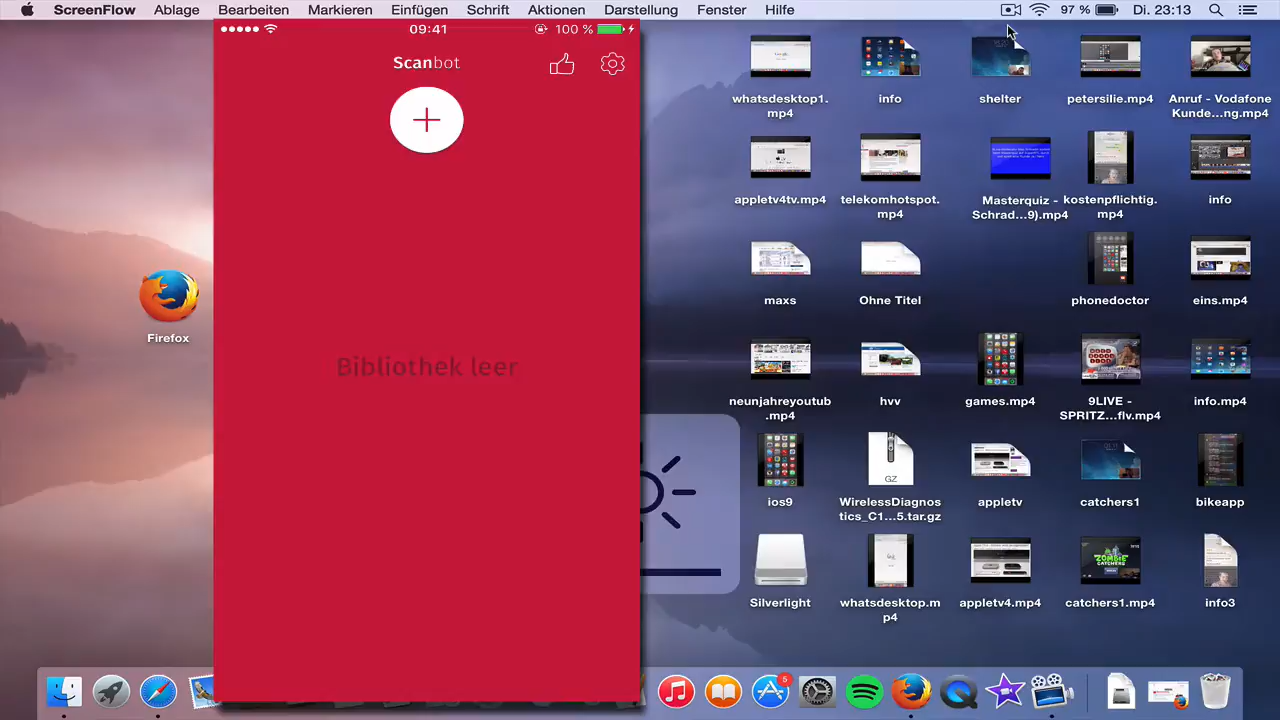 ScreenFlow Ablage Bearbeiten Markieren Einfügen Schrift Aktionen Darstellung Fenster Hilfe 97 % Di. 23:13
09:41 100 %
Scanbot
Bibliothek leer
Firefox
whatsdesktop1.
mp4
info
shelter
petersilie.mp4
Anruf - Vodafone
Kunde...ng.mp4
appletv4tv.mp4
telekomhotspot.
mp4
Masterquiz -
Schrad...9).mp4
kostenpflichtig.
mp4
info
maxs
Ohne Titel
phonedoctor
eins.mp4
neunjahreyoutub
.mp4
hvv
games.mp4
9LIVE -
SPRITZ...flv.mp4
info.mp4
ios9
GZ
WirelessDiagnos
tics_C1...5.tar.gz
appletv
catchers1
bikeapp
Silverlight
whatsdesktop.m
p4
appletv4.mp4
ZOMBIE
CATCHERS
catchers1.mp4
info3
5